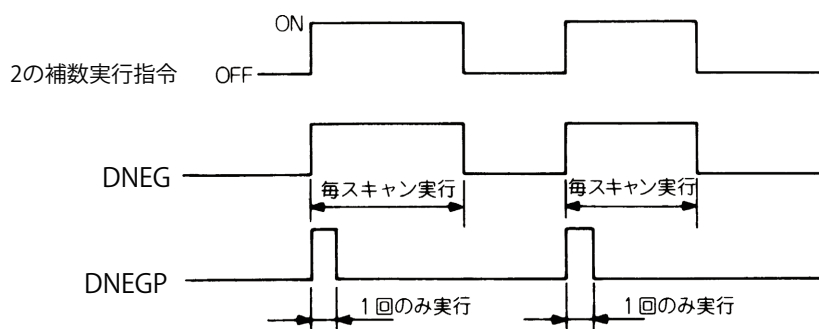 ON
2の補数実行指令
OFF
DNEG
毎スキャン実行
毎スキャン実行
DNEGP
1回のみ実行
1回のみ実行